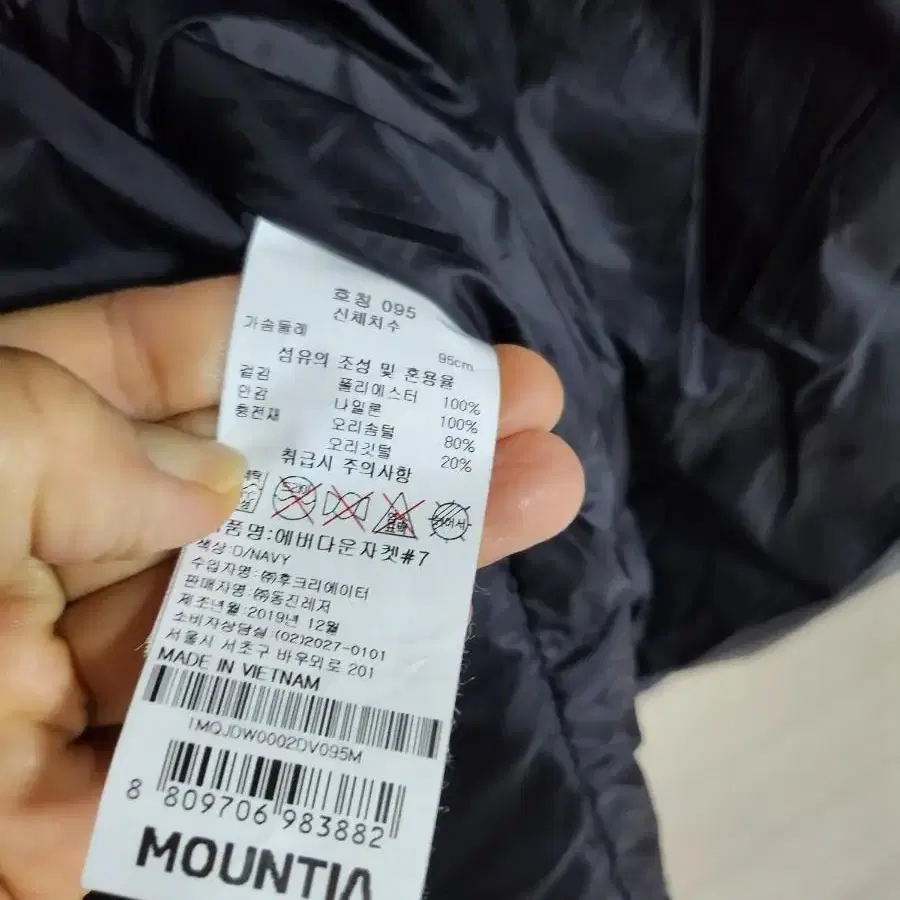 호칭 095
신체치수
가슴둘레 95cm
섬유의 조성 및 혼용율
겉감 폴리에스터 100%
안감 나일론 100%
충전재 오리솜털 80%
오리깃털 20%
취급시 주의사항
품명:에버다운자켓#7
색상:D/NAVY
수입자명:㈜후크리에이터
판매자명:㈜동진레저
제조년월:2019년 12월
소비자상담실:(02)2027-0101
서울시 서초구 바우뫼로 201
MADE IN VIETNAM
1MQJDW0002DV095M
8 809706 983882
MOUNTIA